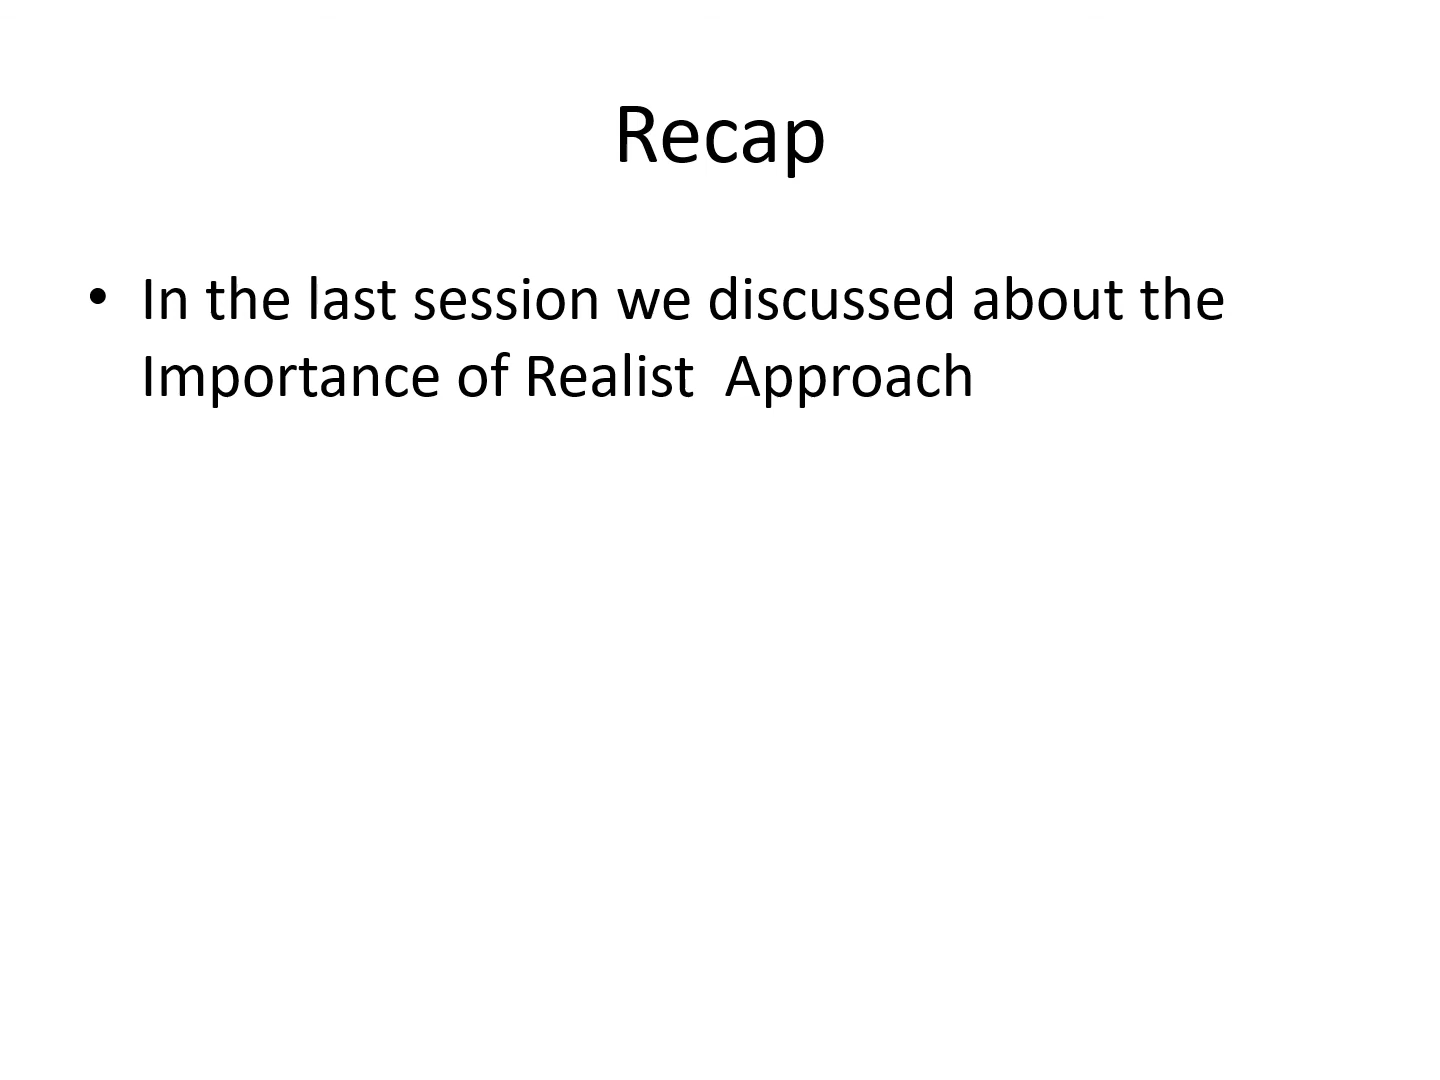 Recap
• In the last session we discussed about the
Importance of Realist  Approach